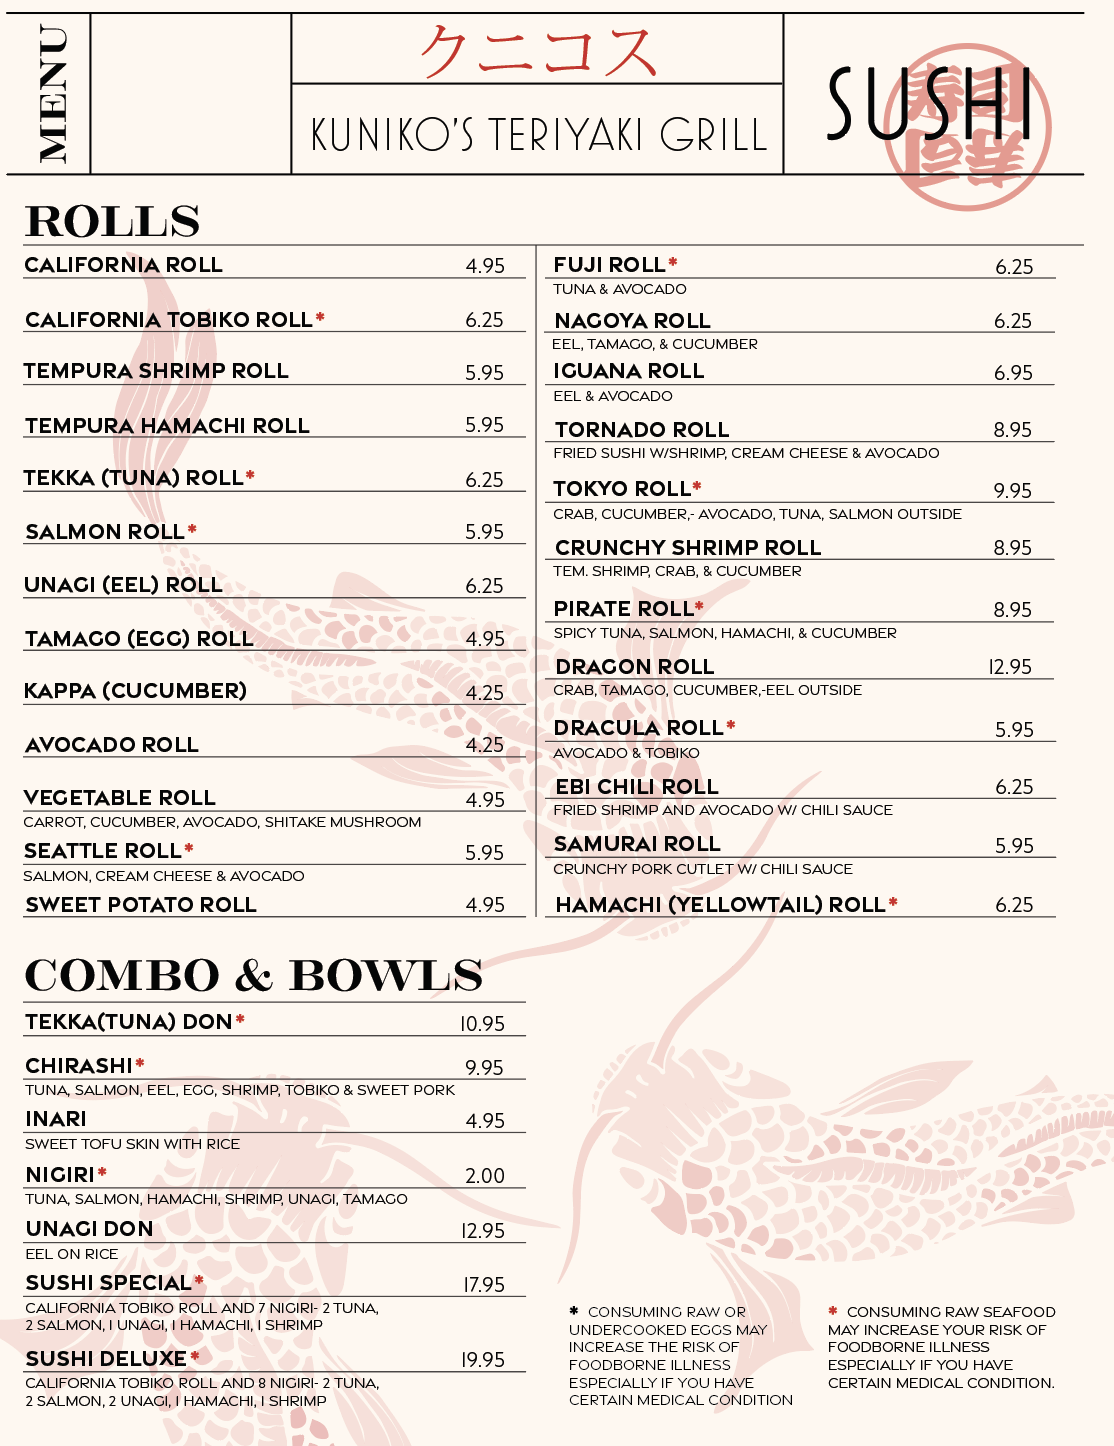 MENU
クニコス
KUNIKO'S TERIYAKI GRILL
SUSHI
ROLLS
CALIFORNIA ROLL 4.95
CALIFORNIA TOBIKO ROLL* 6.25
TEMPURA SHRIMP ROLL 5.95
TEMPURA HAMACHI ROLL 5.95
TEKKA (TUNA) ROLL* 6.25
SALMON ROLL* 5.95
UNAGI (EEL) ROLL 6.25
TAMAGO (EGG) ROLL 4.95
KAPPA (CUCUMBER) 4.25
AVOCADO ROLL 4.25
VEGETABLE ROLL 4.95
CARROT, CUCUMBER, AVOCADO, SHITAKE MUSHROOM
SEATTLE ROLL* 5.95
SALMON, CREAM CHEESE & AVOCADO
SWEET POTATO ROLL 4.95
FUJI ROLL* 6.25
TUNA & AVOCADO
NAGOYA ROLL 6.25
EEL, TAMAGO, & CUCUMBER
IGUANA ROLL 6.95
EEL & AVOCADO
TORNADO ROLL 8.95
FRIED SUSHI W/SHRIMP, CREAM CHEESE & AVOCADO
TOKYO ROLL* 9.95
CRAB, CUCUMBER,- AVOCADO, TUNA, SALMON OUTSIDE
CRUNCHY SHRIMP ROLL 8.95
TEM. SHRIMP, CRAB, & CUCUMBER
PIRATE ROLL* 8.95
SPICY TUNA, SALMON, HAMACHI, & CUCUMBER
DRAGON ROLL 12.95
CRAB, TAMAGO, CUCUMBER,-EEL OUTSIDE
DRACULA ROLL* 5.95
AVOCADO & TOBIKO
EBI CHILI ROLL 6.25
FRIED SHRIMP AND AVOCADO W/ CHILI SAUCE
SAMURAI ROLL 5.95
CRUNCHY PORK CUTLET W/ CHILI SAUCE
HAMACHI (YELLOWTAIL) ROLL* 6.25
COMBO & BOWLS
TEKKA(TUNA) DON* 10.95
CHIRASHI* 9.95
TUNA, SALMON, EEL, EGG, SHRIMP, TOBIKO & SWEET PORK
INARI 4.95
SWEET TOFU SKIN WITH RICE
NIGIRI* 2.00
TUNA, SALMON, HAMACHI, SHRIMP, UNAGI, TAMAGO
UNAGI DON 12.95
EEL ON RICE
SUSHI SPECIAL* 17.95
CALIFORNIA TOBIKO ROLL AND 7 NIGIRI- 2 TUNA,
2 SALMON, 1 UNAGI, 1 HAMACHI, 1 SHRIMP
SUSHI DELUXE* 19.95
CALIFORNIA TOBIKO ROLL AND 8 NIGIRI- 2 TUNA,
2 SALMON, 2 UNAGI, 1 HAMACHI, 1 SHRIMP
* CONSUMING RAW OR
UNDERCOOKED EGGS MAY
INCREASE THE RISK OF
FOODBORNE ILLNESS
ESPECIALLY IF YOU HAVE
CERTAIN MEDICAL CONDITION
* CONSUMING RAW SEAFOOD
MAY INCREASE YOUR RISK OF
FOODBORNE ILLNESS
ESPECIALLY IF YOU HAVE
CERTAIN MEDICAL CONDITION.